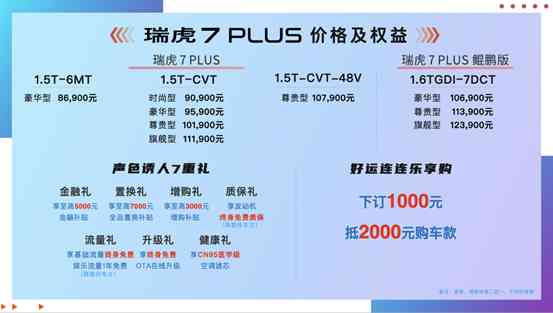 瑞虎7 PLUS 价格及权益
瑞虎7 PLUS
瑞虎7 PLUS 鲲鹏版
1.5T-6MT
1.5T-CVT
1.5T-CVT-48V
1.6TGDI-7DCT
豪华型 86,900元
时尚型 90,900元
豪华型 95,900元
尊贵型 101,900元
旗舰型 111,900元
尊贵型 107,900元
豪华型 106,900元
尊贵型 113,900元
旗舰型 123,900元
声色诱人7重礼
金融礼
享至高5000元
金融补贴
置换礼
享至高7000元
全品置换补贴
增购礼
享至高3000元
增购补贴
质保礼
享发动机
终身免费质保
流量礼
享基础流量终身免费
娱乐流量1年免费
升级礼
享终身免费
OTA在线升级
健康礼
享CN95医学级
空调滤芯
好运连连乐享购
下订1000元
抵2000元购车款